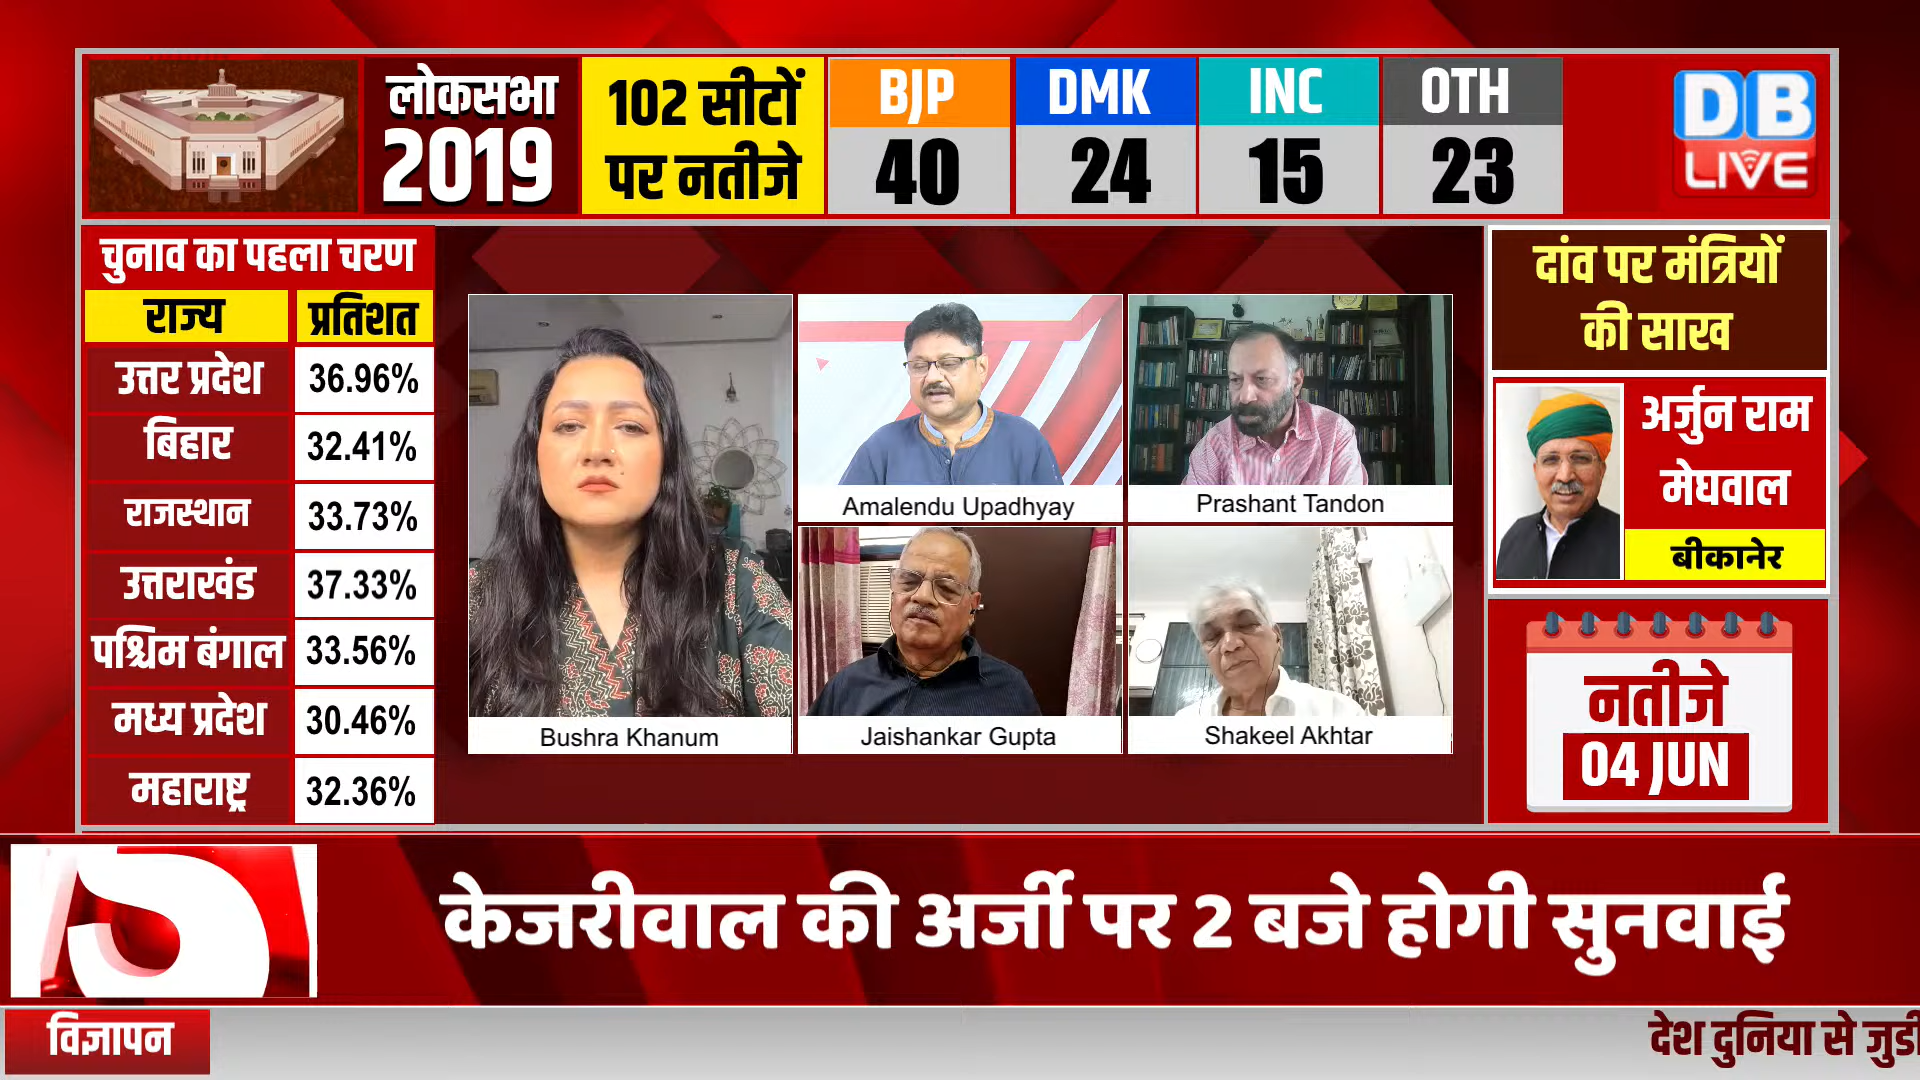 लोकसभा
2019
102 सीटों
पर नतीजे
BJP
40
DMK
24
INC
15
OTH
23
DB
LIVE
चुनाव का पहला चरण
राज्य प्रतिशत
उत्तर प्रदेश 36.96%
बिहार 32.41%
राजस्थान 33.73%
उत्तराखंड 37.33%
पश्चिम बंगाल 33.56%
मध्य प्रदेश 30.46%
महाराष्ट्र 32.36%
Amalendu Upadhyay
Prashant Tandon
Bushra Khanum
Jaishankar Gupta
Shakeel Akhtar
दांव पर मंत्रियों
की साख
अर्जुन राम
मेघवाल
बीकानेर
नतीजे
04 JUN
केजरीवाल की अर्जी पर 2 बजे होगी सुनवाई
विज्ञापन
देश दुनिया से जुडी